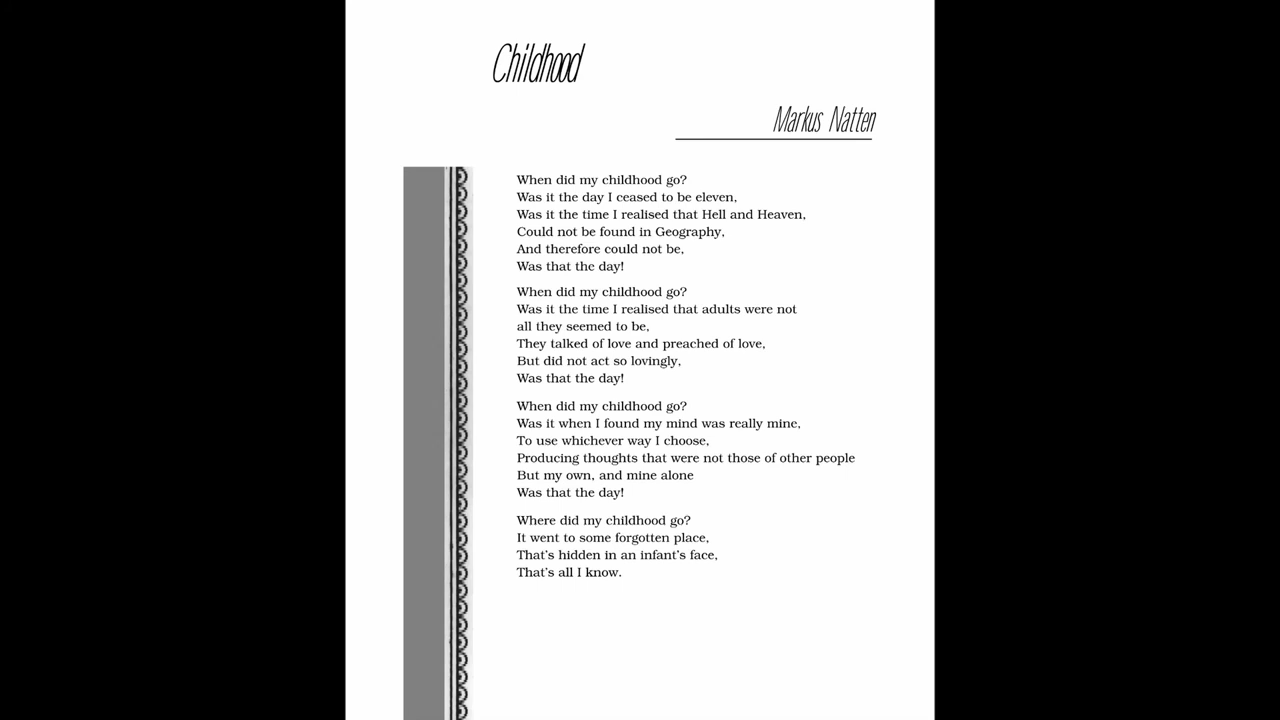 Childhood
Markus Natten
When did my childhood go?
Was it the day I ceased to be eleven,
Was it the time I realised that Hell and Heaven,
Could not be found in Geography,
And therefore could not be,
Was that the day!
When did my childhood go?
Was it the time I realised that adults were not
all they seemed to be,
They talked of love and preached of love,
But did not act so lovingly,
Was that the day!
When did my childhood go?
Was it when I found my mind was really mine,
To use whichever way I choose,
Producing thoughts that were not those of other people
But my own, and mine alone
Was that the day!
Where did my childhood go?
It went to some forgotten place,
That’s hidden in an infant’s face,
That’s all I know.